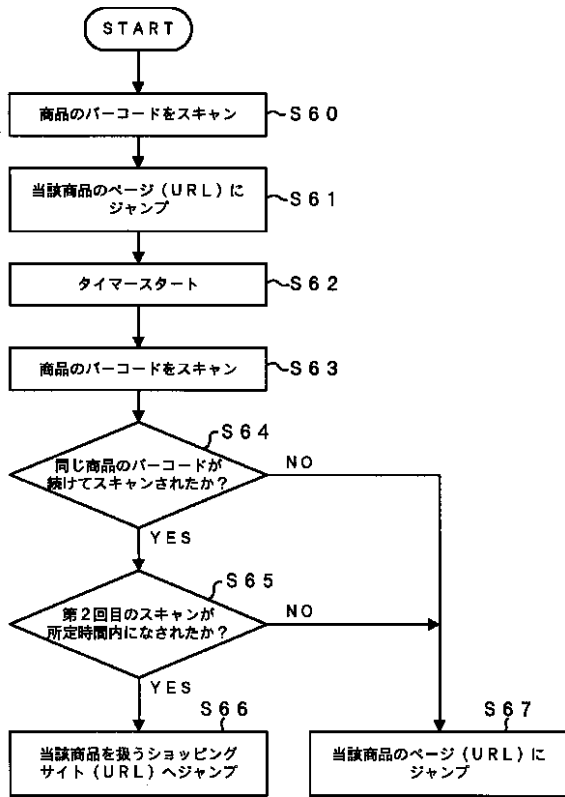 START
商品のバーコードをスキャン
S60
当該商品のページ（URL）に
ジャンプ
S61
タイマースタート
S62
商品のバーコードをスキャン
S63
S64
同じ商品のバーコードが
続けてスキャンされたか？
NO
YES
S65
第２回目のスキャンが
所定時間内になされたか？
NO
YES
S66
当該商品を扱うショッピング
サイト（URL）へジャンプ
S67
当該商品のページ（URL）に
ジャンプ